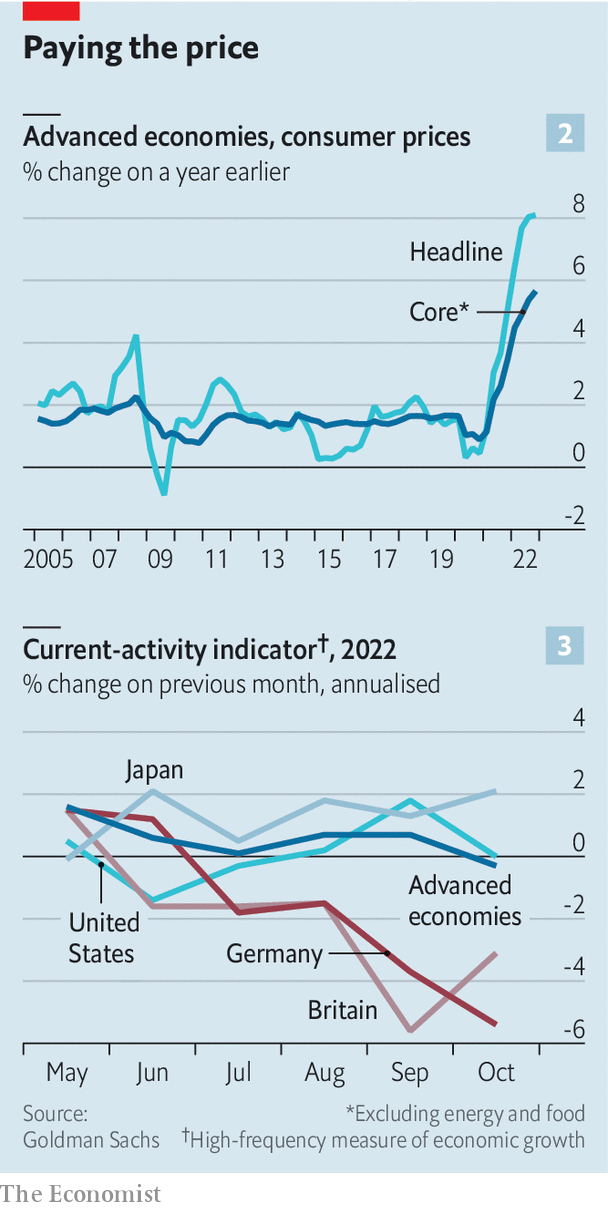 Paying the price
Advanced economies, consumer prices
2
% change on a year earlier
8
Headline
6
Core*
4
2
0
-2
2005 07 09 11 13 15 17 19 22
Current-activity indicator†, 2022
3
% change on previous month, annualised
4
Japan
2
0
Advanced
economies
United
States
-2
Germany
-4
Britain
-6
May Jun Jul Aug Sep Oct
Source:
Goldman Sachs
*Excluding energy and food
†High-frequency measure of economic growth
The Economist